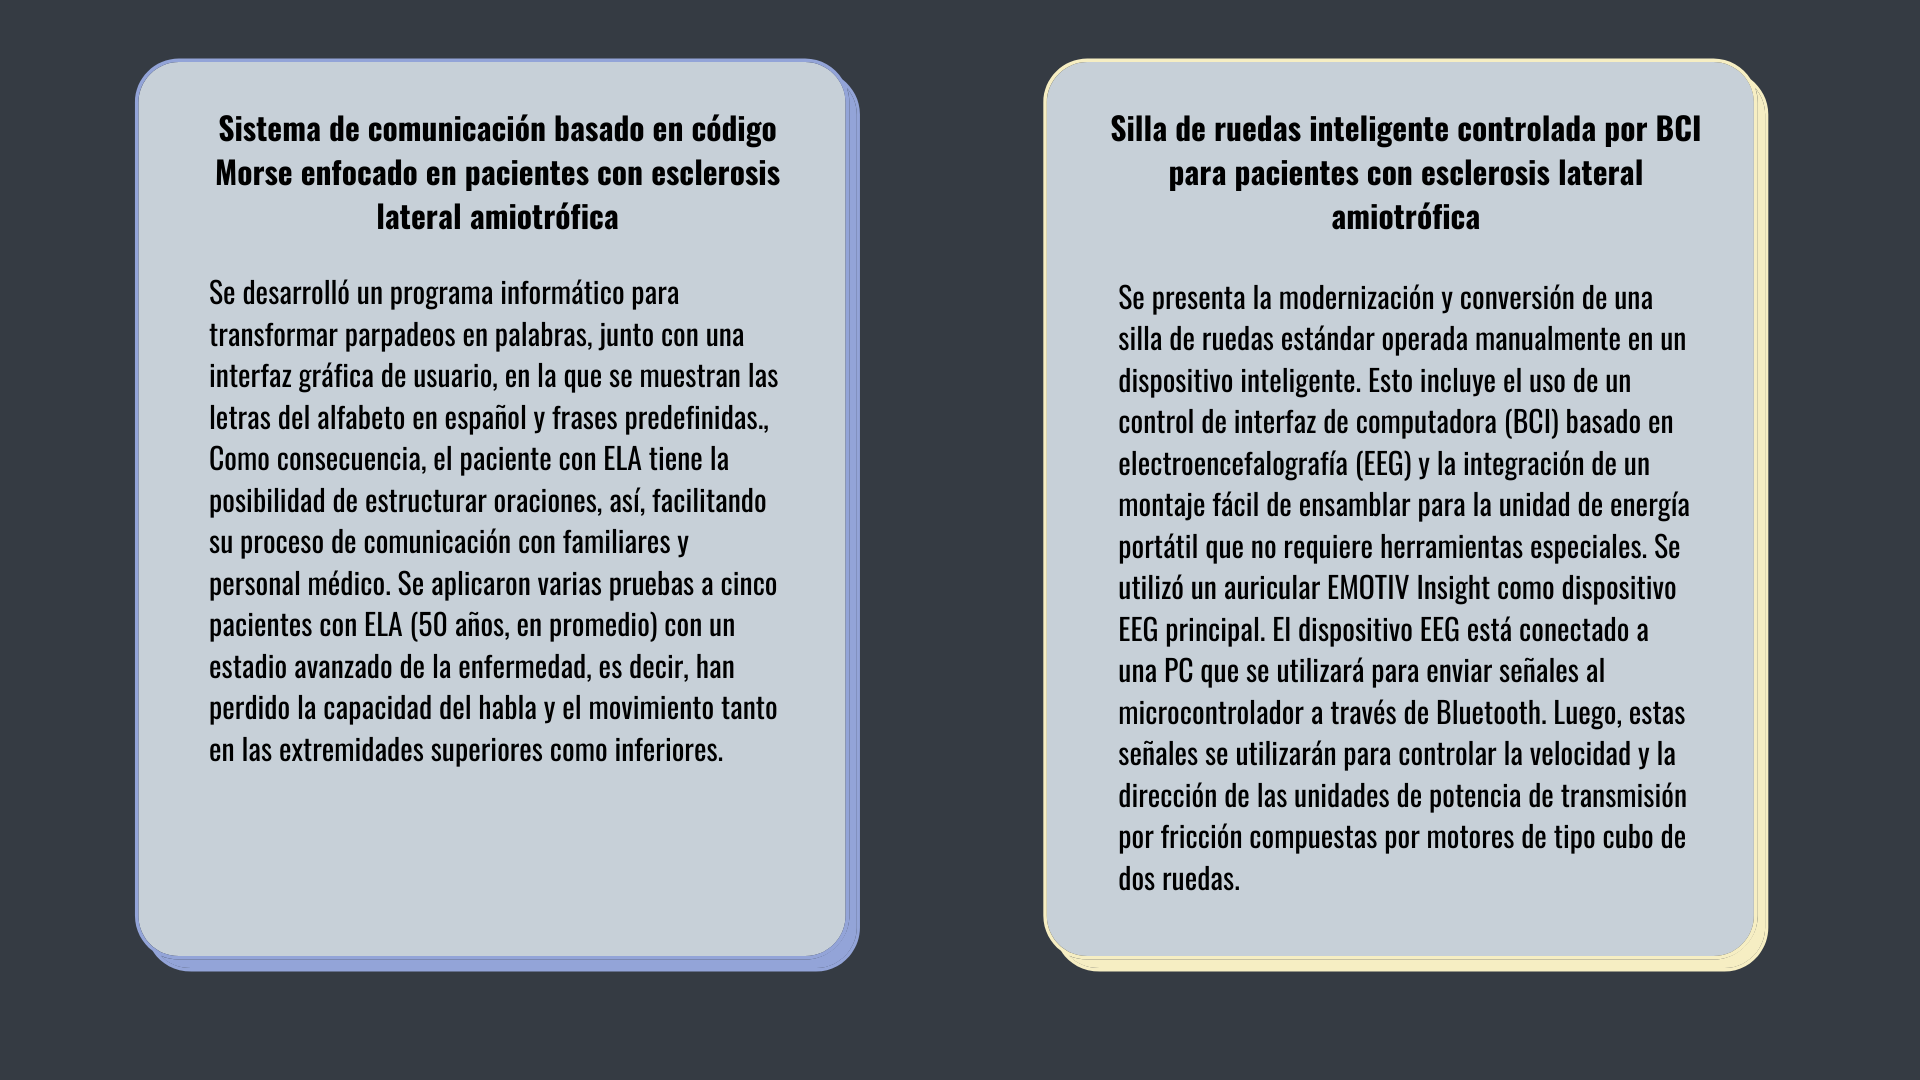 Sistema de comunicación basado en código
Morse enfocado en pacientes con esclerosis
lateral amiotrófica
Se desarrolló un programa informático para
transformar parpadeos en palabras, junto con una
interfaz gráfica de usuario, en la que se muestran las
letras del alfabeto en español y frases predefinidas.,
Como consecuencia, el paciente con ELA tiene la
posibilidad de estructurar oraciones, así, facilitando
su proceso de comunicación con familiares y
personal médico. Se aplicaron varias pruebas a cinco
pacientes con ELA (50 años, en promedio) con un
estadio avanzado de la enfermedad, es decir, han
perdido la capacidad del habla y el movimiento tanto
en las extremidades superiores como inferiores.
Silla de ruedas inteligente controlada por BCI
para pacientes con esclerosis lateral
amiotrófica
Se presenta la modernización y conversión de una
silla de ruedas estándar operada manualmente en un
dispositivo inteligente. Esto incluye el uso de un
control de interfaz de computadora (BCI) basado en
electroencefalografía (EEG) y la integración de un
montaje fácil de ensamblar para la unidad de energía
portátil que no requiere herramientas especiales. Se
utilizó un auricular EMOTIV Insight como dispositivo
EEG principal. El dispositivo EEG está conectado a
una PC que se utilizará para enviar señales al
microcontrolador a través de Bluetooth. Luego, estas
señales se utilizarán para controlar la velocidad y la
dirección de las unidades de potencia de transmisión
por fricción compuestas por motores de tipo cubo de
dos ruedas.